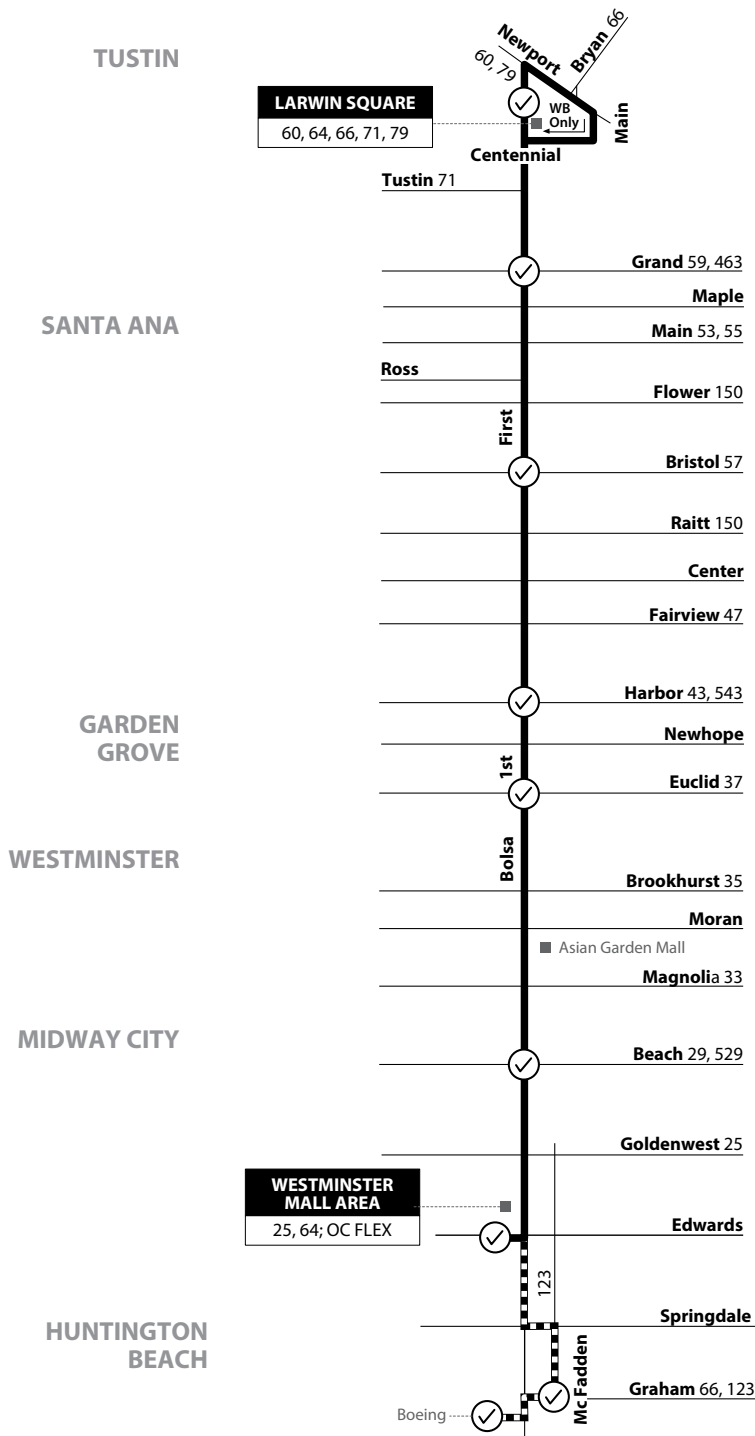 TUSTIN
Newport
Bryan 66
60, 79
LARWIN SQUARE
60, 64, 66, 71, 79
WB
Only
Main
Centennial
Tustin 71
Grand 59, 463
Maple
SANTA ANA
Main 53, 55
Ross
Flower 150
First
Bristol 57
Raitt 150
Center
Fairview 47
Harbor 43, 543
GARDEN
GROVE
Newhope
1st
Euclid 37
WESTMINSTER
Bolsa
Brookhurst 35
Moran
Asian Garden Mall
Magnolia 33
MIDWAY CITY
Beach 29, 529
Goldenwest 25
WESTMINSTER
MALL AREA
25, 64; OC FLEX
Edwards
123
Springdale
HUNTINGTON
BEACH
Mc Fadden
Graham 66, 123
Boeing